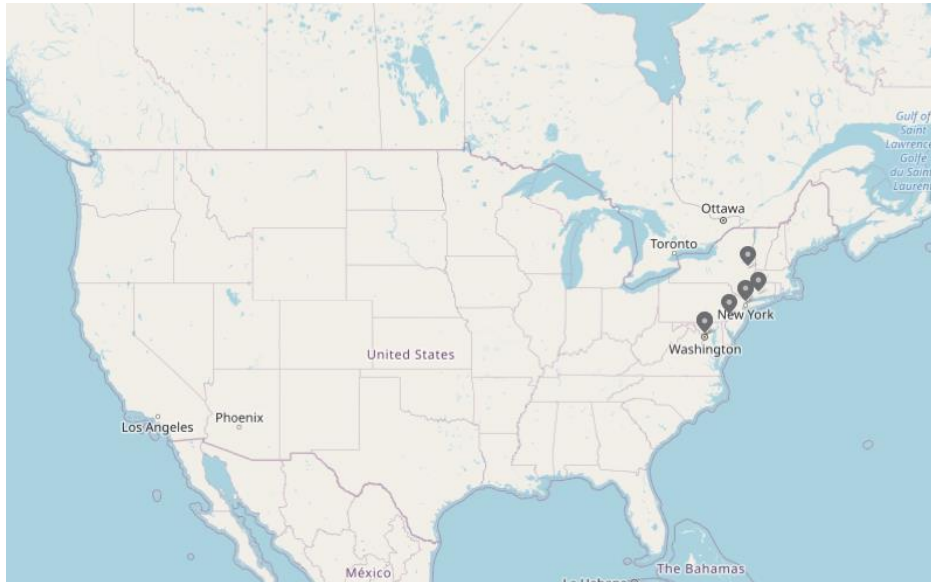 Gulf of
Saint
Lawrence
Golfe
du Saint
Laurent
Ottawa
Toronto
New York
Washington
United States
Los Angeles
Phoenix
México
The Bahamas